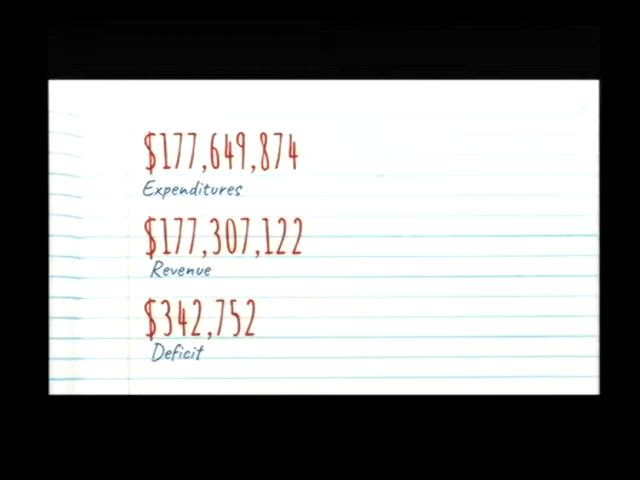 $177,649,874
Expenditures
$177,307,122
Revenue
$342,752
Deficit